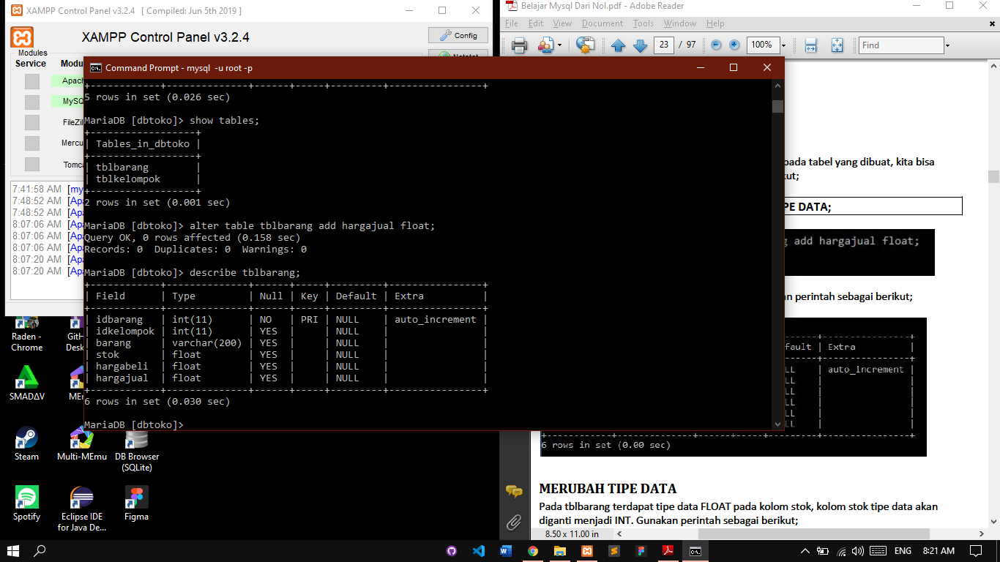 XAMPP Control Panel v3.2.4 [ Compiled: Jun 5th 2019 ]
XAMPP Control Panel v3.2.4
Config
Modules
Service
Apach
MySQ
FileZil
Mercu
Tomca
7:41:58 AM [my
7:48:52 AM [Ap
7:48:52 AM [Ap
8:07:06 AM [Ap
8:07:06 AM [Ap
8:07:06 AM [Ap
8:07:20 AM [Ap
8:07:20 AM [Ap
Belajar Mysql Dari Nol.pdf - Adobe Reader
File Edit View Document Tools Window Help
23 / 97 100% Find
Command Prompt - mysql -u root -p
+------------+--------------+------+-----+---------+----------------+
5 rows in set (0.026 sec)
MariaDB [dbtoko]> show tables;
+------------------+
| Tables_in_dbtoko |
+------------------+
| tblbarang |
| tblkelompok |
+------------------+
2 rows in set (0.001 sec)
MariaDB [dbtoko]> alter table tblbarang add hargajual float;
Query OK, 0 rows affected (0.158 sec)
Records: 0 Duplicates: 0 Warnings: 0
MariaDB [dbtoko]> describe tblbarang;
+------------+--------------+------+-----+---------+----------------+
| Field | Type | Null | Key | Default | Extra |
+------------+--------------+------+-----+---------+----------------+
| idbarang | int(11) | NO | PRI | NULL | auto_increment |
| idkelompok | int(11) | YES | | NULL | |
| barang | varchar(200) | YES | | NULL | |
| stok | float | YES | | NULL | |
| hargabeli | float | YES | | NULL | |
| hargajual | float | YES | | NULL | |
+------------+--------------+------+-----+---------+----------------+
6 rows in set (0.030 sec)
MariaDB [dbtoko]>
pada tabel yang dibuat, kita bisa
kut;
PE DATA;
g add hargajual float;
an perintah sebagai berikut;
fault | Extra |
LL | auto_increment |
LL | |
LL | |
LL | |
LL | |
LL | |
+-----------+--------------+------+-----+---------+----------------+
6 rows in set (0.00 sec)
MERUBAH TIPE DATA
Pada tblbarang terdapat tipe data FLOAT pada kolom stok, kolom stok tipe data akan
diganti menjadi INT. Gunakan perintah sebagai berikut;
8.50 x 11.00 in
Raden -
Chrome
GitH
Desk
SMADΔV
MEm
Steam
Multi-MEmu
DB Browser
(SQLite)
Spotify
Eclipse IDE
for Java De...
Figma
ENG 8:21 AM